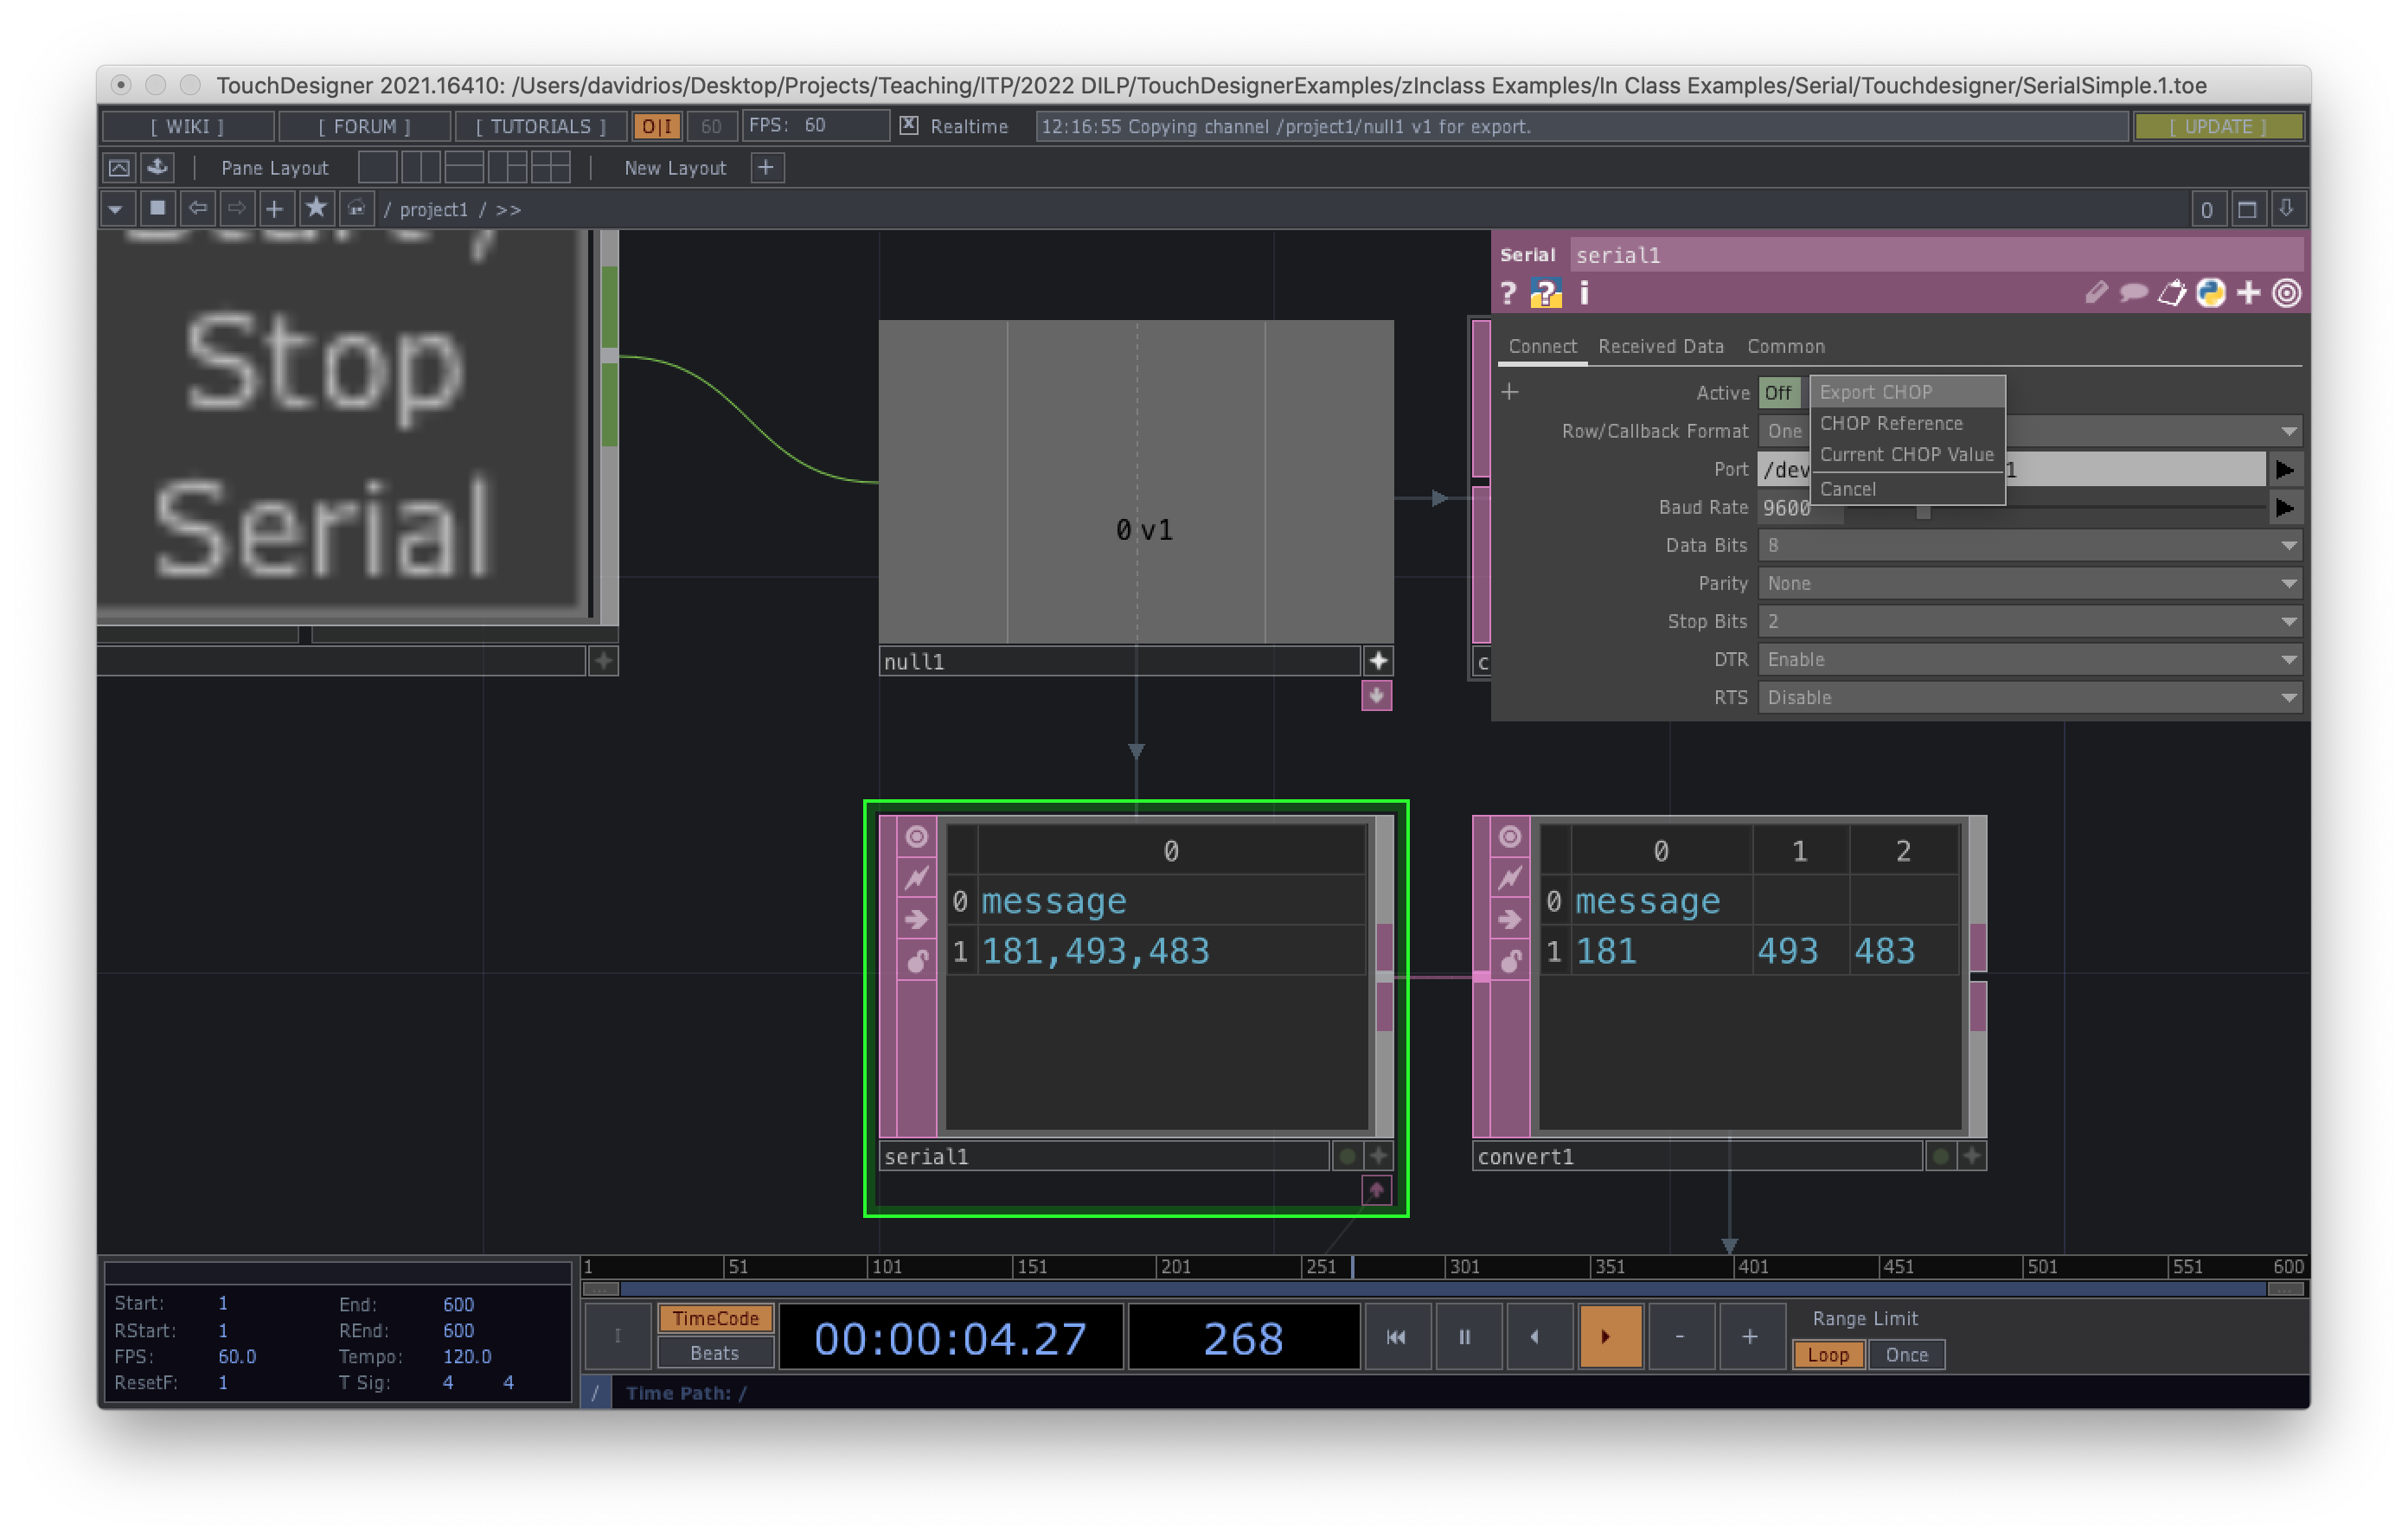 TouchDesigner 2021.16410: /Users/davidrios/Desktop/Projects/Teaching/ITP/2022 DILP/TouchDesignerExamples/zInclass Examples/In Class Examples/Serial/Touchdesigner/SerialSimple.1.toe
[ WIKI ] [ FORUM ] [ TUTORIALS ] O|I 60 FPS: 60 Realtime 12:16:55 Copying channel /project1/null1 v1 for export. [ UPDATE ]
Pane Layout New Layout +
/ project1 / >> 0
Stop
Serial
0 v1
null1
c
Serial serial1
? ? i
Connect Received Data Common
Active Off
Row/Callback Format One
Port /dev 1
Baud Rate 9600
Data Bits 8
Parity None
Stop Bits 2
DTR Enable
RTS Disable
Export CHOP
CHOP Reference
Current CHOP Value
Cancel
0
0 message
1 181,493,483
serial1
0 1 2
0 message
1 181 493 483
convert1
1 51 101 151 201 251 301 351 401 451 501 551 600
Start: 1 End: 600
RStart: 1 REnd: 600
FPS: 60.0 Tempo: 120.0
ResetF: 1 T Sig: 4 4
I
TimeCode
Beats
00:00:04.27
268
- +
Range Limit
Loop Once
/ Time Path: /